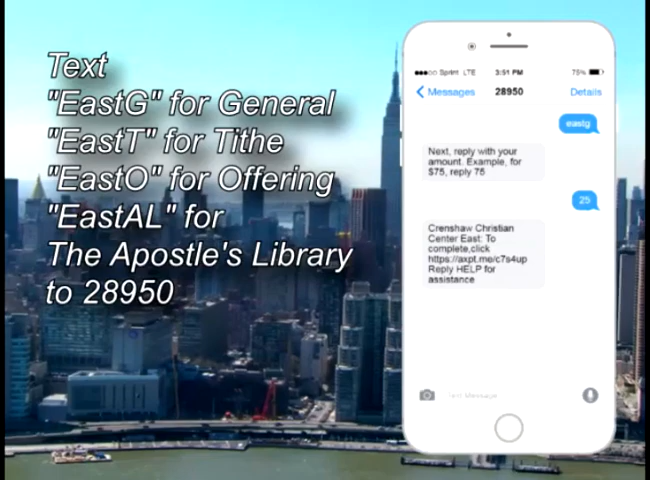 Text
"EastG" for General
"EastT" for Tithe
"EastO" for Offering
"EastAL" for
The Apostle's Library
to 28950
Sprint LTE 3:51 PM 75%
Messages 28950 Details
eastg
Next, reply with your
amount. Example, for
$75, reply 75
25
Crenshaw Christian
Center East: To
complete,click
https://axpt.me/c7s4up
Reply HELP for
assistance
Text Message